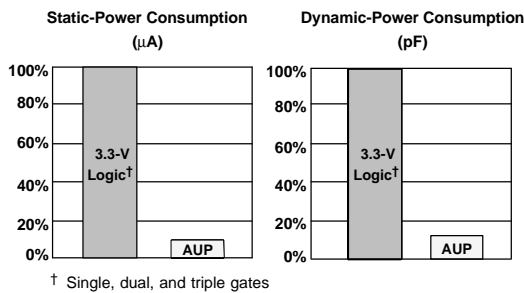 Static-Power Consumption
(µA)
100%
80%
60%
40%
20%
0%
3.3-V
Logic†
AUP
Dynamic-Power Consumption
(pF)
100%
80%
60%
40%
20%
0%
3.3-V
Logic†
AUP
† Single, dual, and triple gates